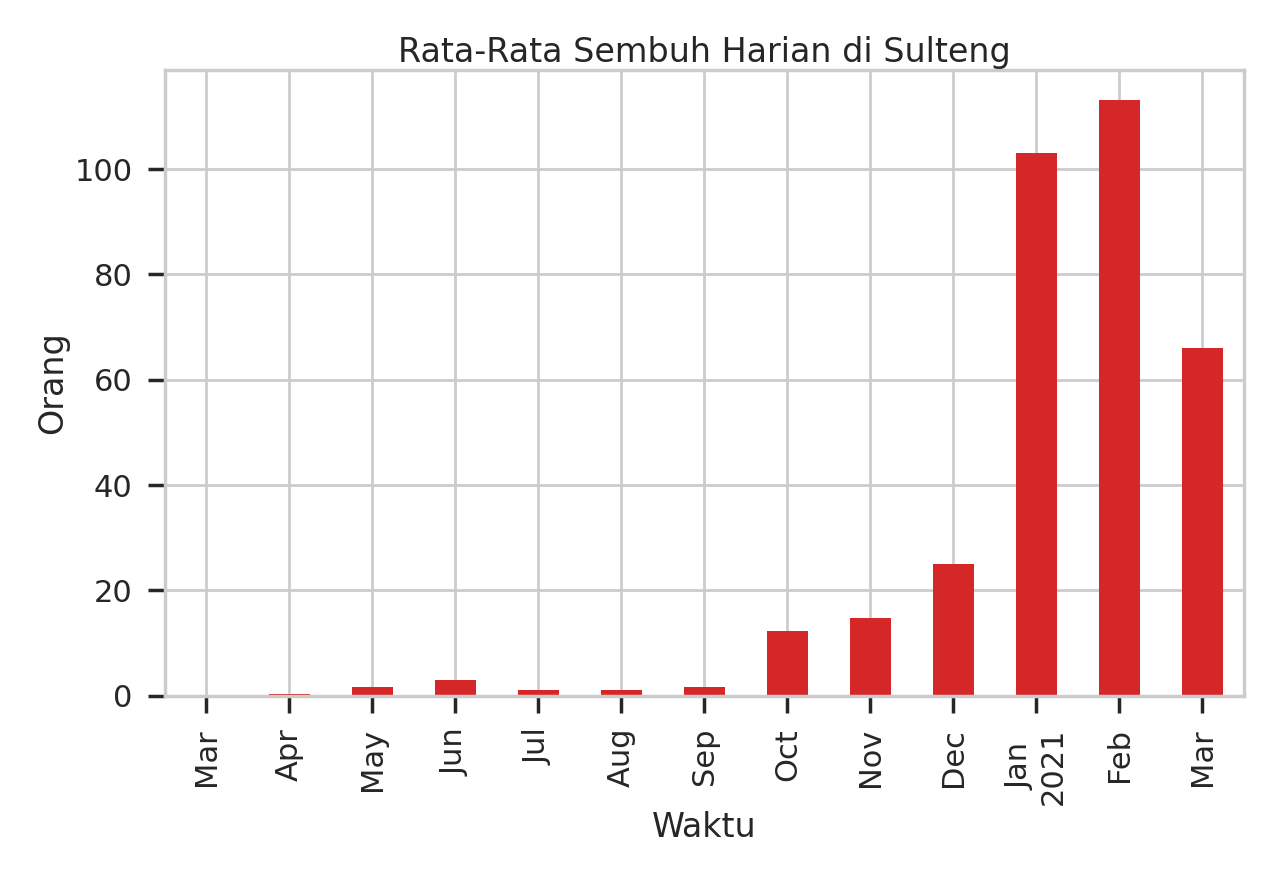 Rata-Rata Sembuh Harian di Sulteng
Orang
100
80
60
40
20
0
Mar
Apr
May
Jun
Jul
Aug
Sep
Oct
Nov
Dec
Jan
2021
Feb
Mar
Waktu